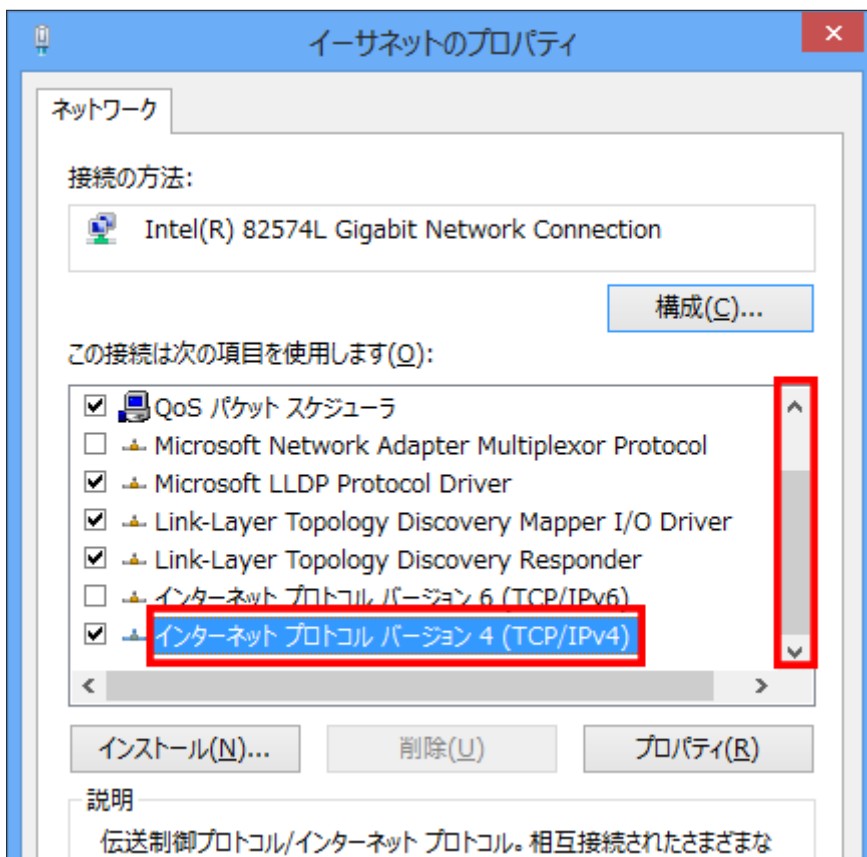 イーサネットのプロパティ
ネットワーク
接続の方法:
Intel(R) 82574L Gigabit Network Connection
構成(C)...
この接続は次の項目を使用します(O):
QoS パケット スケジューラ
Microsoft Network Adapter Multiplexor Protocol
Microsoft LLDP Protocol Driver
Link-Layer Topology Discovery Mapper I/O Driver
Link-Layer Topology Discovery Responder
インターネット プロトコル バージョン 6 (TCP/IPv6)
インターネット プロトコル バージョン 4 (TCP/IPv4)
インストール(N)...
削除(U)
プロパティ(R)
説明
伝送制御プロトコル/インターネット プロトコル。相互接続されたさまざまな